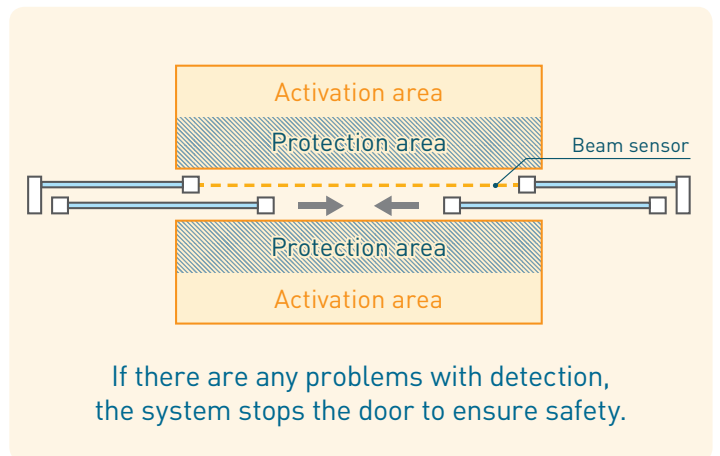 Activation area
Protection area
Beam sensor
Protection area
Activation area
If there are any problems with detection,
the system stops the door to ensure safety.